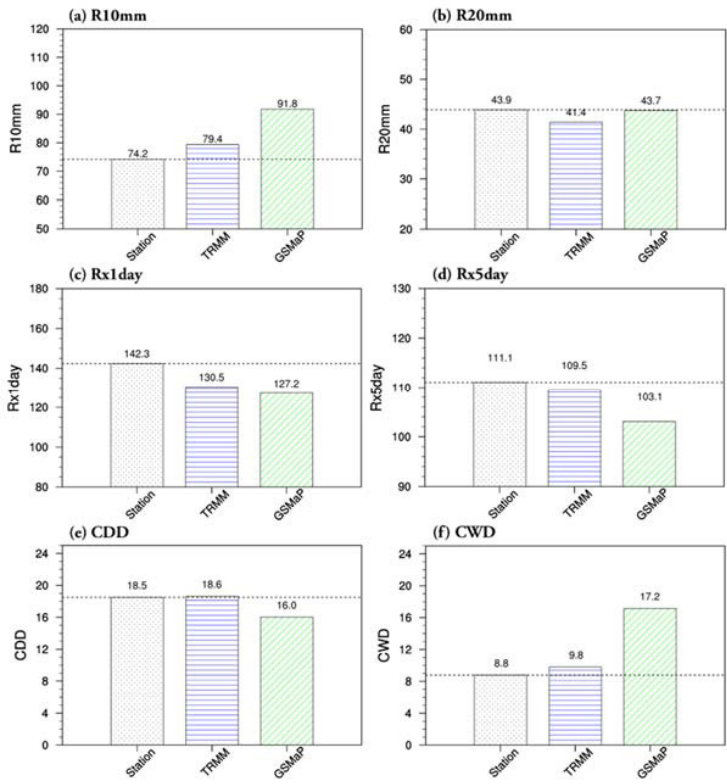 (a) R10mm
120
110
100
90
80
70
60
50
R10mm
74.2
79.4
91.8
Station
TRMM
GSMaP
(b) R20mm
60
50
40
30
20
R20mm
43.9
41.4
43.7
Station
TRMM
GSMaP
(c) Rx1day
180
160
140
120
100
80
Rx1day
142.3
130.5
127.2
Station
TRMM
GSMaP
(d) Rx5day
130
120
110
100
90
Rx5day
111.1
109.5
103.1
Station
TRMM
GSMaP
(e) CDD
24
20
16
12
8
4
0
CDD
18.5
18.6
16.0
Station
TRMM
GSMaP
(f) CWD
24
20
16
12
8
4
0
CWD
8.8
9.8
17.2
Station
TRMM
GSMaP